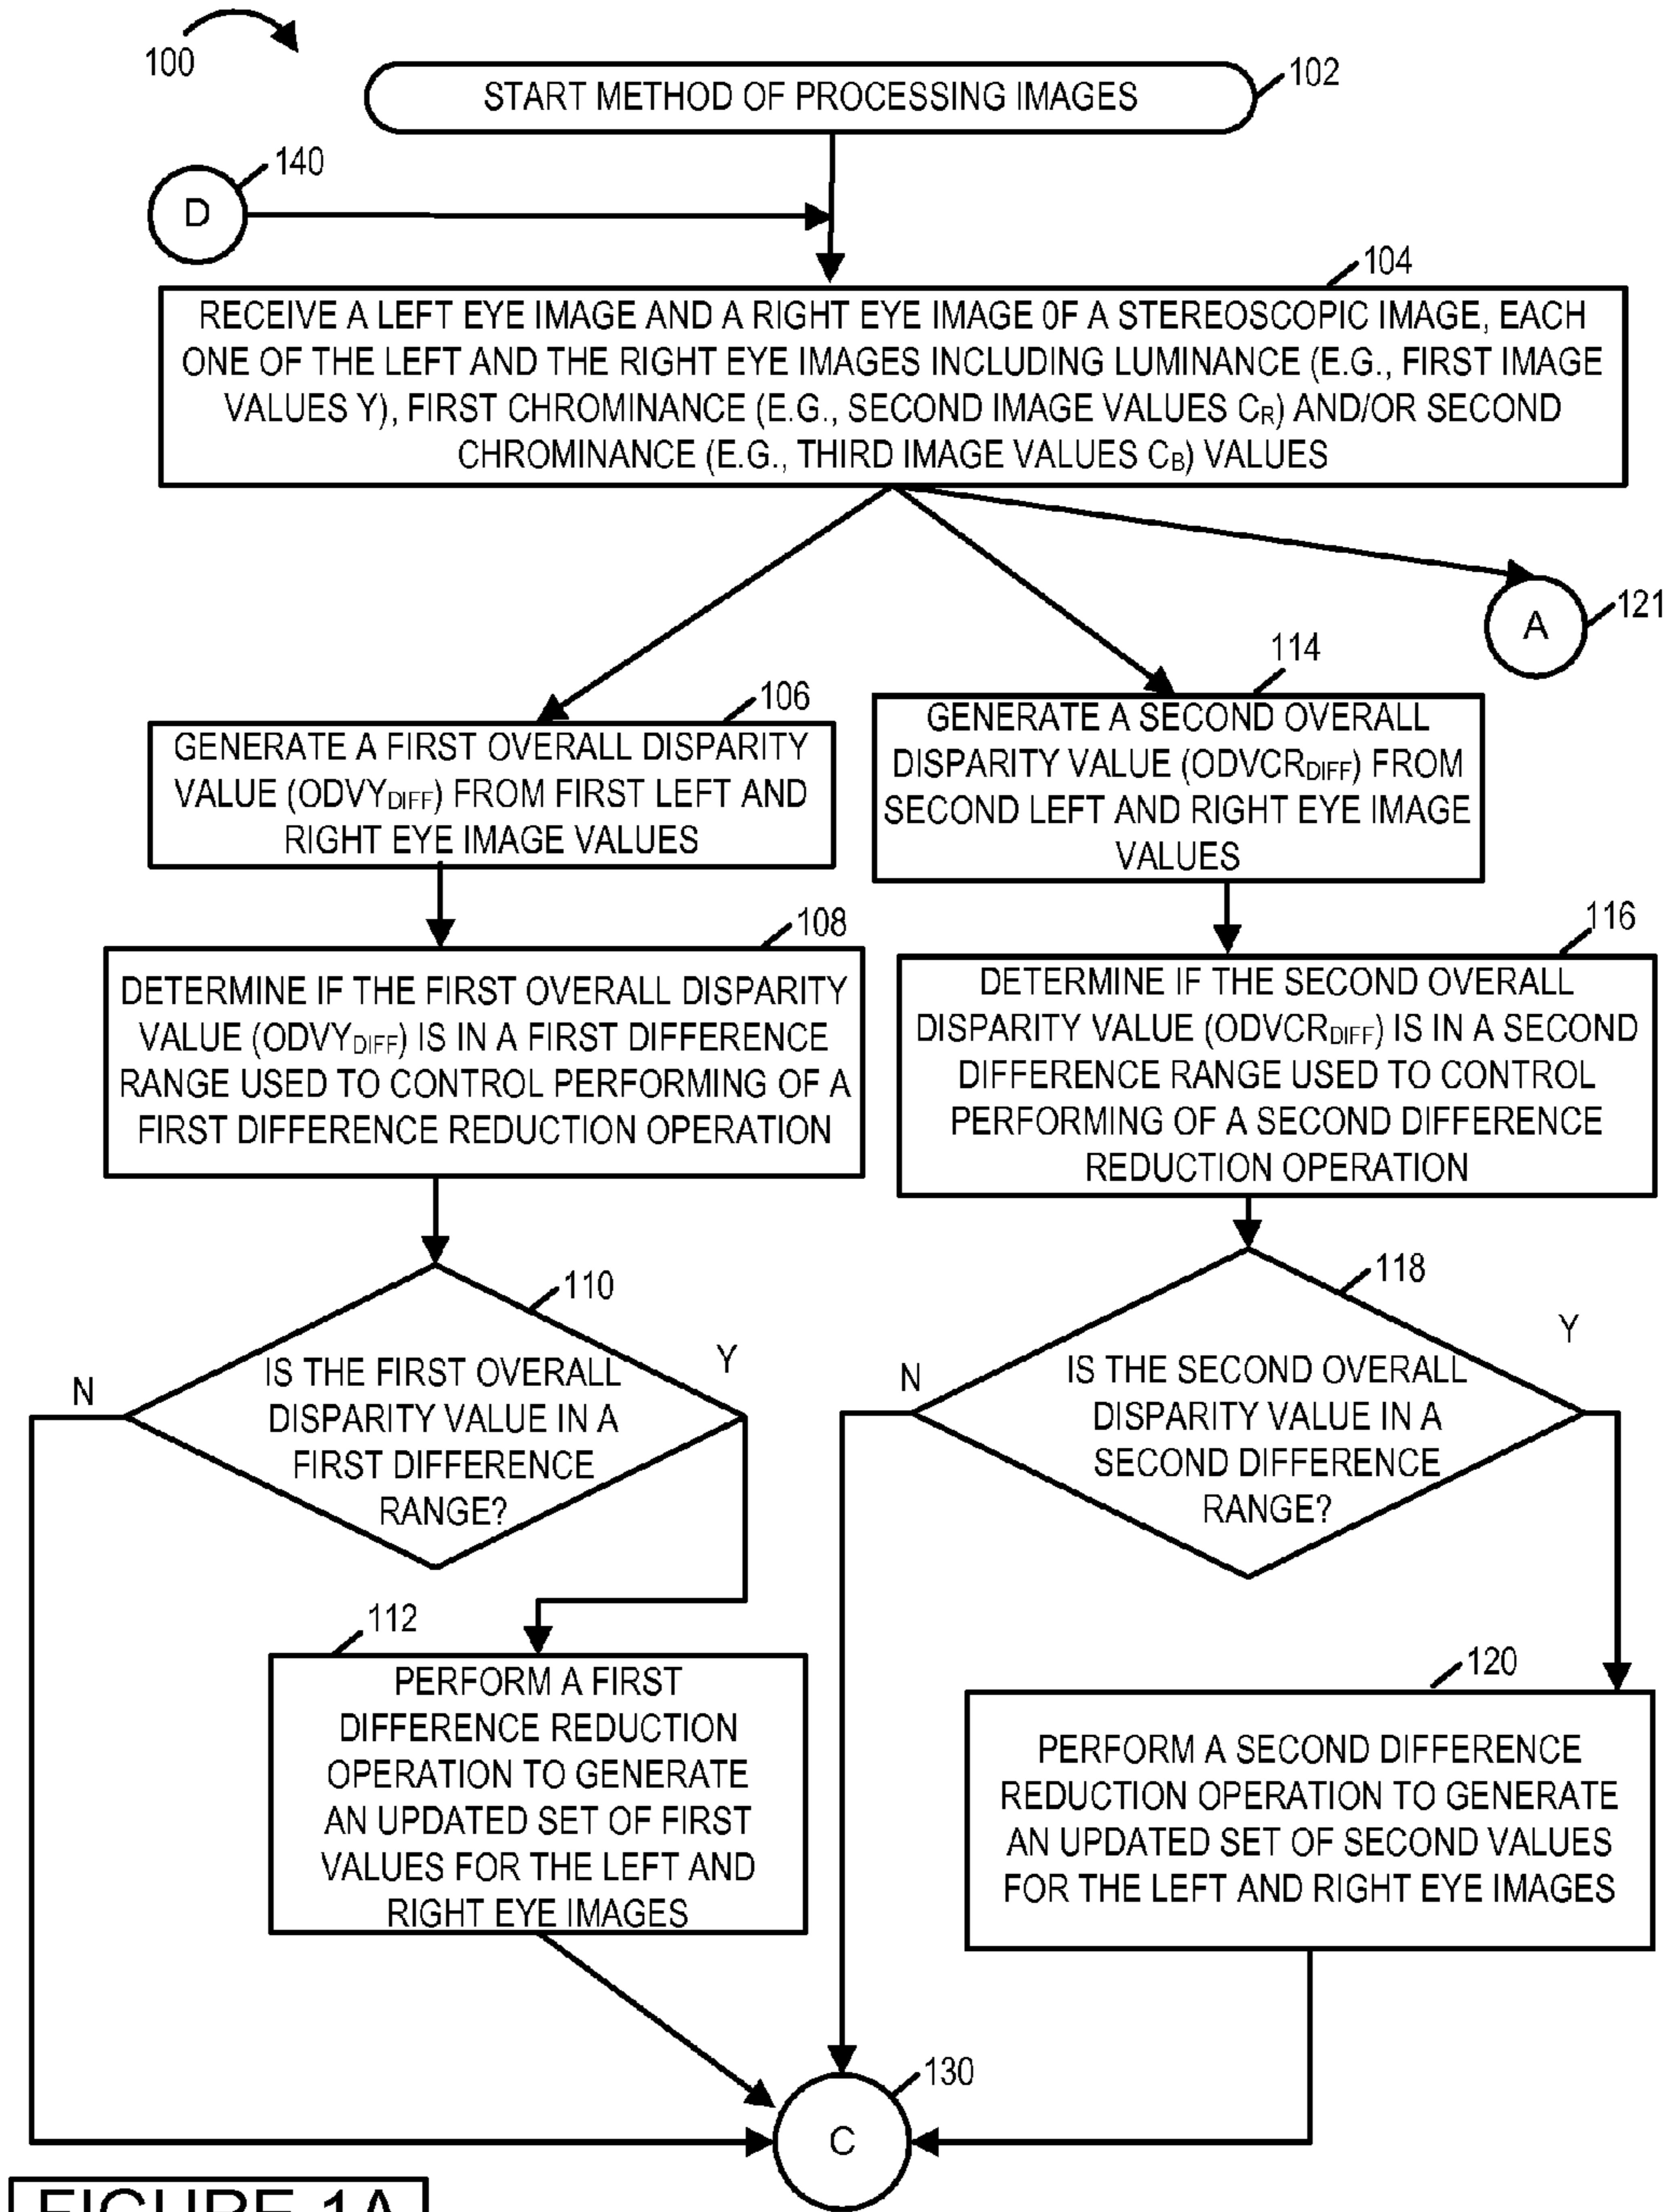 100
START METHOD OF PROCESSING IMAGES
102
D
140
104
RECEIVE A LEFT EYE IMAGE AND A RIGHT EYE IMAGE 0F A STEREOSCOPIC IMAGE, EACH
ONE OF THE LEFT AND THE RIGHT EYE IMAGES INCLUDING LUMINANCE (E.G., FIRST IMAGE
VALUES Y), FIRST CHROMINANCE (E.G., SECOND IMAGE VALUES CR) AND/OR SECOND
CHROMINANCE (E.G., THIRD IMAGE VALUES CB) VALUES
A
121
106
GENERATE A FIRST OVERALL DISPARITY
VALUE (ODVYDIFF) FROM FIRST LEFT AND
RIGHT EYE IMAGE VALUES
114
GENERATE A SECOND OVERALL
DISPARITY VALUE (ODVCRDIFF) FROM
SECOND LEFT AND RIGHT EYE IMAGE
VALUES
108
DETERMINE IF THE FIRST OVERALL DISPARITY
VALUE (ODVYDIFF) IS IN A FIRST DIFFERENCE
RANGE USED TO CONTROL PERFORMING OF A
FIRST DIFFERENCE REDUCTION OPERATION
116
DETERMINE IF THE SECOND OVERALL
DISPARITY VALUE (ODVCRDIFF) IS IN A SECOND
DIFFERENCE RANGE USED TO CONTROL
PERFORMING OF A SECOND DIFFERENCE
REDUCTION OPERATION
110
N
Y
IS THE FIRST OVERALL
DISPARITY VALUE IN A
FIRST DIFFERENCE
RANGE?
118
N
Y
IS THE SECOND OVERALL
DISPARITY VALUE IN A
SECOND DIFFERENCE
RANGE?
112
PERFORM A FIRST
DIFFERENCE REDUCTION
OPERATION TO GENERATE
AN UPDATED SET OF FIRST
VALUES FOR THE LEFT AND
RIGHT EYE IMAGES
120
PERFORM A SECOND DIFFERENCE
REDUCTION OPERATION TO GENERATE
AN UPDATED SET OF SECOND VALUES
FOR THE LEFT AND RIGHT EYE IMAGES
C
130
FIGURE 1A